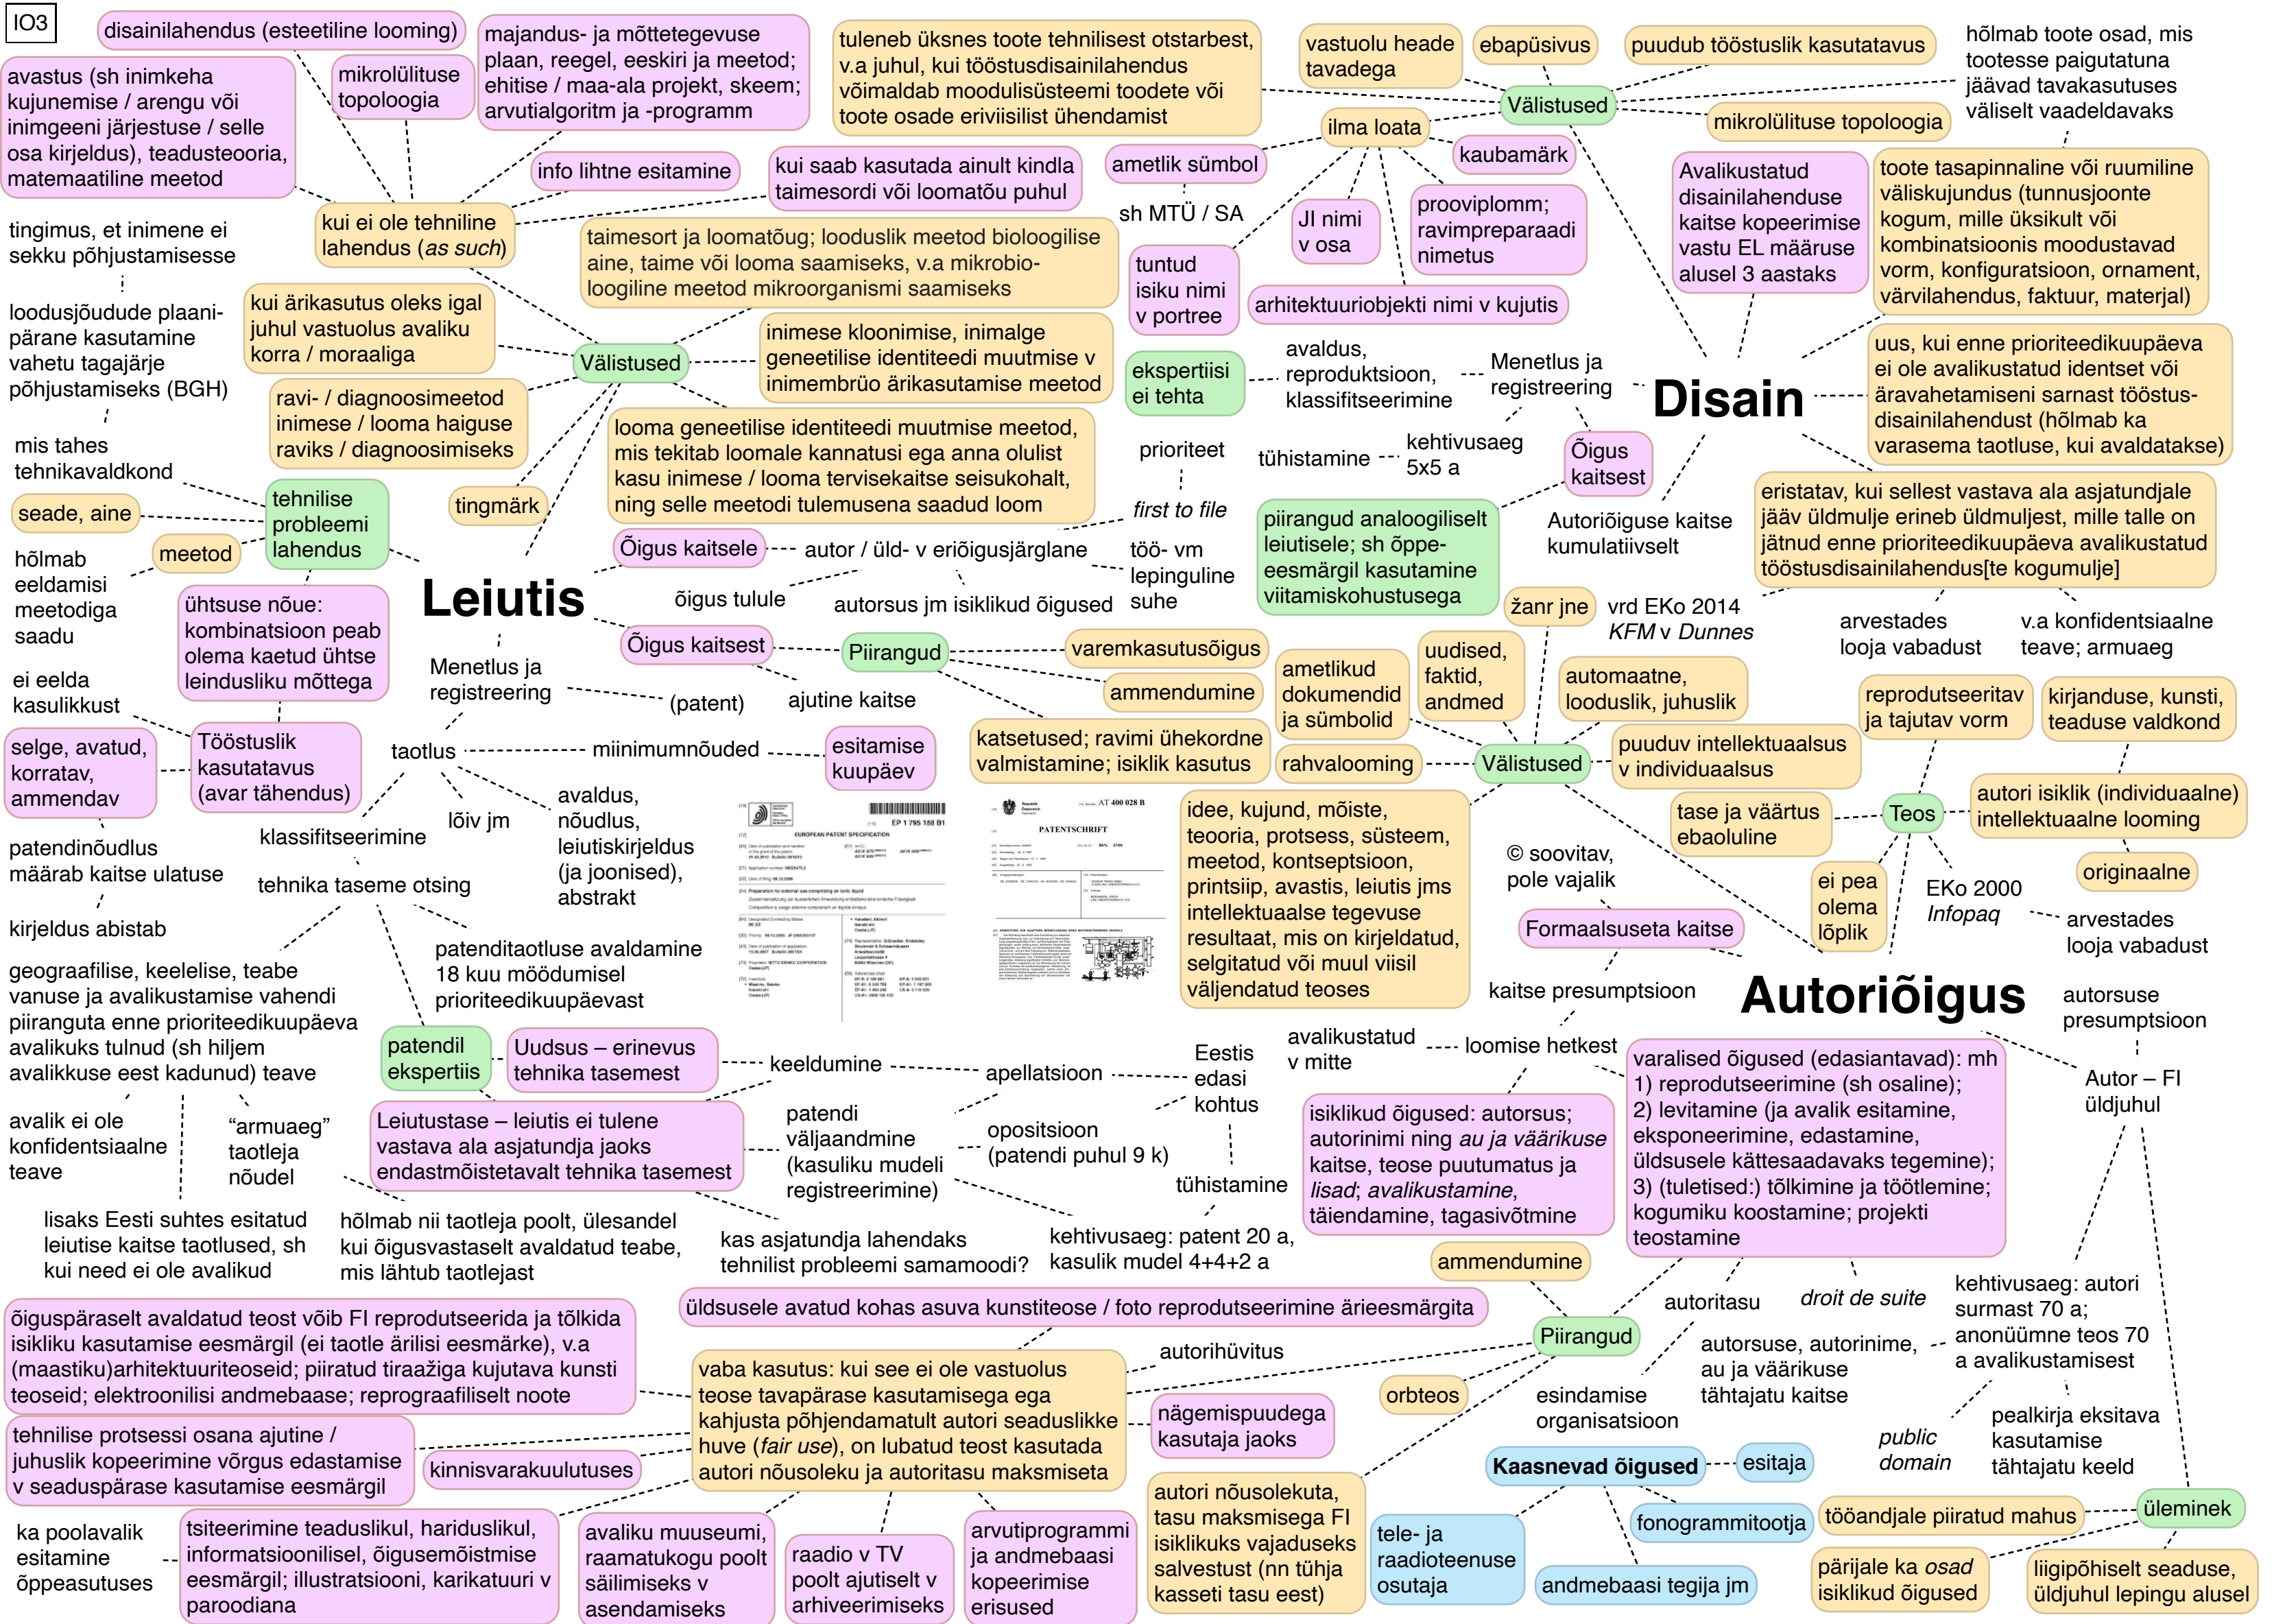 IO3
disainilahendus (esteetiline looming)
avastus (sh inimkeha
kujunemise / arengu või
inimgeeni järjestuse / selle
osa kirjeldus), teadusteooria,
matemaatiline meetod
mikrolülituse
topoloogia
majandus- ja mõttetegevuse
plaan, reegel, eeskiri ja meetod;
ehitise / maa-ala projekt, skeem;
arvutialgoritm ja -programm
info lihtne esitamine
kui saab kasutada ainult kindla
taimesordi või loomatõu puhul
kui ei ole tehniline
lahendus (as such)
tingimus, et inimene ei
sekku põhjustamisesse
loodusjõudude plaani-
pärane kasutamine
vahetu tagajärje
põhjustamiseks (BGH)
mis tahes
tehnikavaldkond
seade, aine
meetod
hõlmab
eeldamisi
meetodiga
saadu
tehnilise
probleemi
lahendus
kui ärikasutus oleks igal
juhul vastuolus avaliku
korra / moraaliga
ravi- / diagnoosimeetod
inimese / looma haiguse
raviks / diagnoosimiseks
tingmärk
Välistused
taimesort ja loomatõug; looduslik meetod bioloogilise
aine, taime või looma saamiseks, v.a mikrobio-
loogiline meetod mikroorganismi saamiseks
inimese kloonimise, inimalge
geneetilise identiteedi muutmise v
inimembrüo ärikasutamise meetod
looma geneetilise identiteedi muutmise meetod,
mis tekitab loomale kannatusi ega anna olulist
kasu inimese / looma tervisekaitse seisukohalt,
ning selle meetodi tulemusena saadud loom
Leiutis
ühtsuse nõue:
kombinatsioon peab
olema kaetud ühtse
leindusliku mõttega
ei eelda
kasulikkust
selge, avatud,
korratav,
ammendav
Tööstuslik
kasutatavus
(avar tähendus)
patendinõudlus
määrab kaitse ulatuse
kirjeldus abistab
Õigus kaitsele
autor / üld- v eriõigusjärglane
prioriteet
first to file
töö- vm
lepinguline
suhe
õigus tulule
autorsus jm isiklikud õigused
Õigus kaitsest
Piirangud
varemkasutusõigus
ammendumine
katsetused; ravimi ühekordne
valmistamine; isiklik kasutus
ajutine kaitse
Menetlus ja
registreering
(patent)
taotlus
miinimumnõuded
esitamise
kuupäev
lõiv jm
avaldus,
nõudlus,
leiutiskirjeldus
(ja joonised),
abstrakt
klassifitseerimine
tehnika taseme otsing
patenditaotluse avaldamine
18 kuu möödumisel
prioriteedikuupäevast
geograafilise, keelelise, teabe
vanuse ja avalikustamise vahendi
piiranguta enne prioriteedikuupäeva
avalikuks tulnud (sh hiljem
avalikkuse eest kadunud) teave
avalik ei ole
konfidentsiaalne
teave
“armuaeg”
taotleja
nõudel
lisaks Eesti suhtes esitatud
leiutise kaitse taotlused, sh
kui need ei ole avalikud
hõlmab nii taotleja poolt, ülesandel
kui õigusvastaselt avaldatud teabe,
mis lähtub taotlejast
patendil
ekspertiis
Uudsus – erinevus
tehnika tasemest
Leiutustase – leiutis ei tulene
vastava ala asjatundja jaoks
endastmõistetavalt tehnika tasemest
kas asjatundja lahendaks
tehnilist probleemi samamoodi?
keeldumine
apellatsioon
Eestis
edasi
kohtus
patendi
väljaandmine
(kasuliku mudeli
registreerimine)
opositsioon
(patendi puhul 9 k)
tühistamine
kehtivusaeg: patent 20 a,
kasulik mudel 4+4+2 a
EP 1 795 188 B1
EUROPEAN PATENT SPECIFICATION
Preparation for external use comprising an ionic liquid
AT 400 028 B
PATENTSCHRIFT
tuleneb üksnes toote tehnilisest otstarbest,
v.a juhul, kui tööstusdisainilahendus
võimaldab moodulisüsteemi toodete või
toote osade eriviisilist ühendamist
vastuolu heade
tavadega
ebapüsivus
puudub tööstuslik kasutatavus
Välistused
mikrolülituse topoloogia
hõlmab toote osad, mis
tootesse paigutatuna
jäävad tavakasutuses
väliselt vaadeldavaks
ilma loata
ametlik sümbol
sh MTÜ / SA
kaubamärk
tuntud
isiku nimi
v portree
JI nimi
v osa
prooviplomm;
ravimpreparaadi
nimetus
arhitektuuriobjekti nimi v kujutis
Avalikustatud
disainilahenduse
kaitse kopeerimise
vastu EL määruse
alusel 3 aastaks
toote tasapinnaline või ruumiline
väliskujundus (tunnusjoonte
kogum, mille üksikult või
kombinatsioonis moodustavad
vorm, konfiguratsioon, ornament,
värvilahendus, faktuur, materjal)
uus, kui enne prioriteedikuupäeva
ei ole avalikustatud identset või
äravahetamiseni sarnast tööstus-
disainilahendust (hõlmab ka
varasema taotluse, kui avaldatakse)
Disain
ekspertiisi
ei tehta
avaldus,
reproduktsioon,
klassifitseerimine
Menetlus ja
registreering
tühistamine
kehtivusaeg
5x5 a
Õigus
kaitsest
Autoriõiguse kaitse
kumulatiivselt
piirangud analoogiliselt
leiutisele; sh õppe-
eesmärgil kasutamine
viitamiskohustusega
eristatav, kui sellest vastava ala asjatundjale
jääv üldmulje erineb üldmuljest, mille talle on
jätnud enne prioriteedikuupäeva avalikustatud
tööstusdisainilahendus[te kogumulje]
vrd EKo 2014
KFM v Dunnes
arvestades
looja vabadust
v.a konfidentsiaalne
teave; armuaeg
žanr jne
uudised,
faktid,
andmed
ametlikud
dokumendid
ja sümbolid
rahvalooming
automaatne,
looduslik, juhuslik
puuduv intellektuaalsus
v individuaalsus
Välistused
idee, kujund, mõiste,
teooria, protsess, süsteem,
meetod, kontseptsioon,
printsiip, avastis, leiutis jms
intellektuaalse tegevuse
resultaat, mis on kirjeldatud,
selgitatud või muul viisil
väljendatud teoses
reprodutseeritav
ja tajutav vorm
kirjanduse, kunsti,
teaduse valdkond
tase ja väärtus
ebaoluline
Teos
autori isiklik (individuaalne)
intellektuaalne looming
originaalne
ei pea
olema
lõplik
EKo 2000
Infopaq
arvestades
looja vabadust
© soovitav,
pole vajalik
Formaalsuseta kaitse
kaitse presumptsioon
Autoriõigus
autorsuse
presumptsioon
Autor – FI
üldjuhul
avalikustatud
v mitte
loomise hetkest
isiklikud õigused: autorsus;
autorinimi ning au ja väärikuse
kaitse, teose puutumatus ja
lisad; avalikustamine,
täiendamine, tagasivõtmine
varalised õigused (edasiantavad): mh
1) reprodutseerimine (sh osaline);
2) levitamine (ja avalik esitamine,
eksponeerimine, edastamine,
üldsusele kättesaadavaks tegemine);
3) (tuletised:) tõlkimine ja töötlemine;
kogumiku koostamine; projekti
teostamine
ammendumine
Piirangud
autoritasu
droit de suite
esindamise
organisatsioon
kehtivusaeg: autori
surmast 70 a;
anonüümne teos 70
a avalikustamisest
autorsuse, autorinime,
au ja väärikuse
tähtajatu kaitse
public
domain
pealkirja eksitava
kasutamise
tähtajatu keeld
orbteos
üldsusele avatud kohas asuva kunstiteose / foto reprodutseerimine ärieesmärgita
autorihüvitus
õiguspäraselt avaldatud teost võib FI reprodutseerida ja tõlkida
isikliku kasutamise eesmärgil (ei taotle ärilisi eesmärke), v.a
(maastiku)arhitektuuriteoseid; piiratud tiraažiga kujutava kunsti
teoseid; elektroonilisi andmebaase; reprograafiliselt noote
vaba kasutus: kui see ei ole vastuolus
teose tavapärase kasutamisega ega
kahjusta põhjendamatult autori seaduslikke
huve (fair use), on lubatud teost kasutada
autori nõusoleku ja autoritasu maksmiseta
nägemispuudega
kasutaja jaoks
tehnilise protsessi osana ajutine /
juhuslik kopeerimine võrgus edastamise
v seaduspärase kasutamise eesmärgil
kinnisvarakuulutuses
ka poolavalik
esitamine
õppeasutuses
tsiteerimine teaduslikul, hariduslikul,
informatsioonilisel, õigusemõistmise
eesmärgil; illustratsiooni, karikatuuri v
paroodiana
avaliku muuseumi,
raamatukogu poolt
säilimiseks v
asendamiseks
raadio v TV
poolt ajutiselt v
arhiveerimiseks
arvutiprogrammi
ja andmebaasi
kopeerimise
erisused
autori nõusolekuta,
tasu maksmisega FI
isiklikuks vajaduseks
salvestust (nn tühja
kasseti tasu eest)
Kaasnevad õigused
esitaja
fonogrammitootja
tele- ja
raadioteenuse
osutaja
andmebaasi tegija jm
üleminek
tööandjale piiratud mahus
pärijale ka osad
isiklikud õigused
liigipõhiselt seaduse,
üldjuhul lepingu alusel